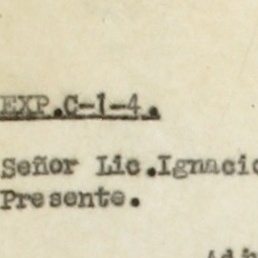 EXP.C-1-4.
Señor Lic.Ignacio
Presente.